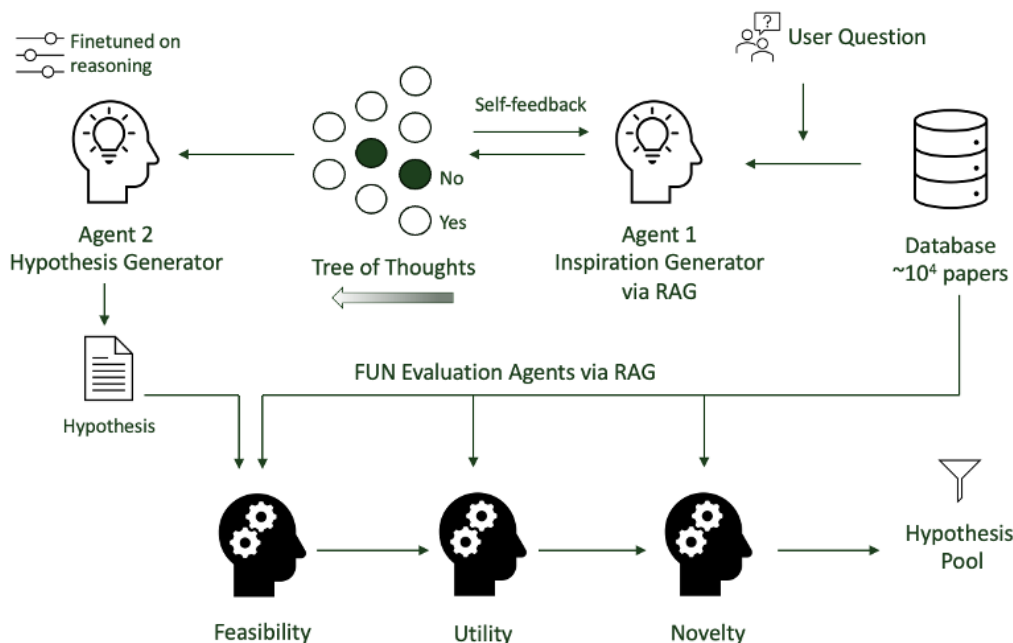 Finetuned on
reasoning
?
User Question
Self-feedback
No
Yes
Agent 2
Hypothesis Generator
Tree of Thoughts
Agent 1
Inspiration Generator
via RAG
Database
~10⁴ papers
FUN Evaluation Agents via RAG
Hypothesis
Hypothesis
Pool
Feasibility
Utility
Novelty